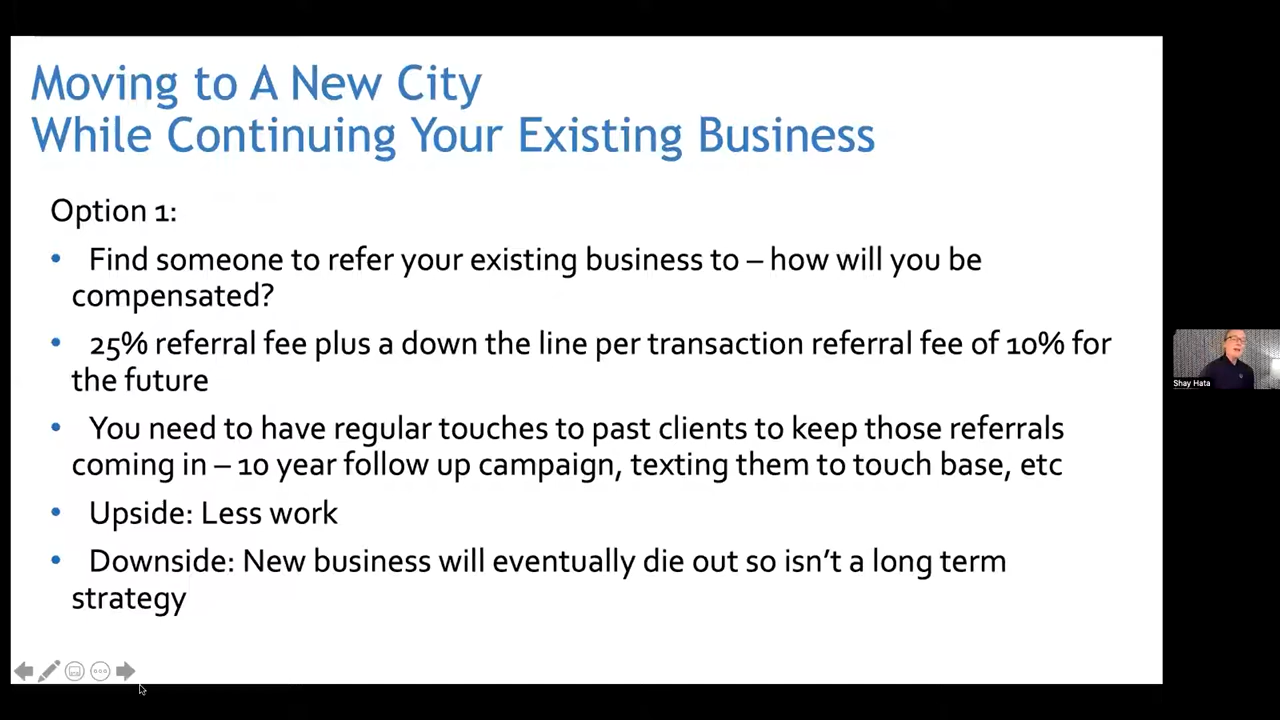 Moving to A New City
While Continuing Your Existing Business
Option 1:
• Find someone to refer your existing business to – how will you be
compensated?
• 25% referral fee plus a down the line per transaction referral fee of 10% for
the future
• You need to have regular touches to past clients to keep those referrals
coming in – 10 year follow up campaign, texting them to touch base, etc
• Upside: Less work
• Downside: New business will eventually die out so isn’t a long term
strategy
Shay Hata